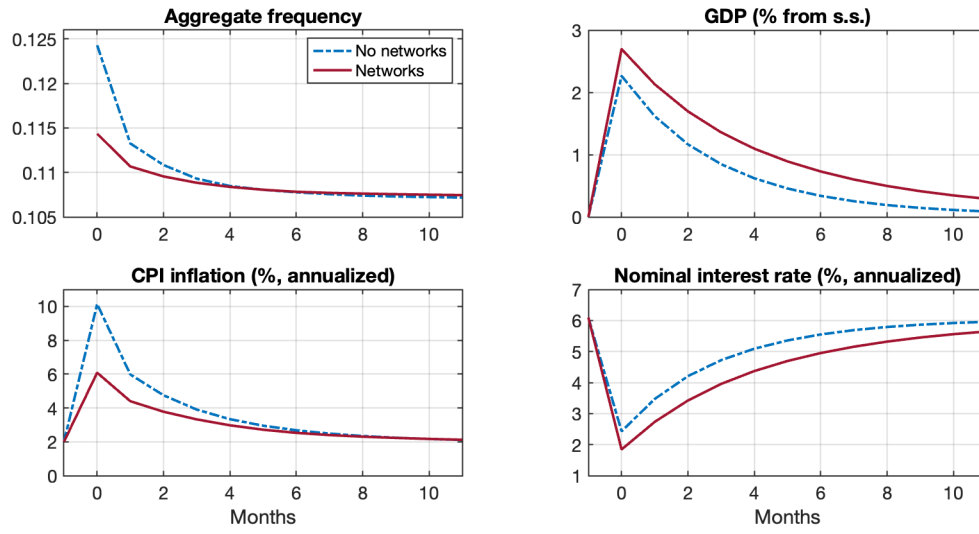 Aggregate frequency
0.125
0.12
0.115
0.11
0.105
0 2 4 6 8 10
No networks
Networks
GDP (% from s.s.)
3
2
1
0
0 2 4 6 8 10
CPI inflation (%, annualized)
10
8
6
4
2
0
0 2 4 6 8 10
Months
Nominal interest rate (%, annualized)
7
6
5
4
3
2
1
0 2 4 6 8 10
Months